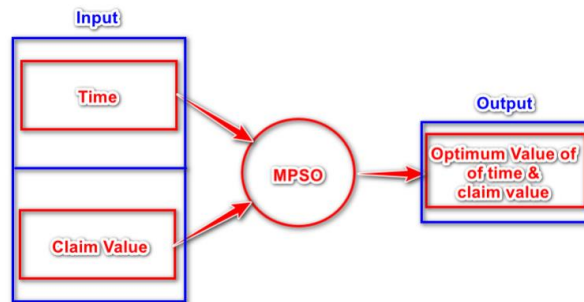 Input
Time
Claim Value
MPSO
Output
Optimum Value of
of time &
claim value